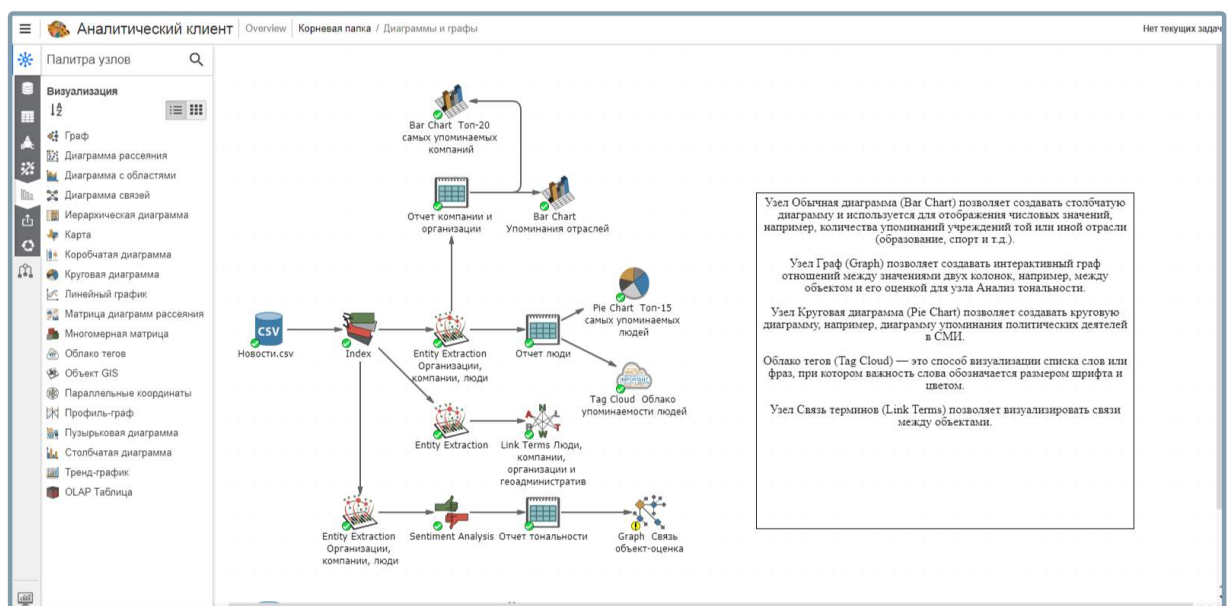 Аналитический клиент
Overview
Корневая папка / Диаграммы и графы
Нет текущих задач
Палитра узлов
Визуализация
Граф
Диаграмма рассеяния
Диаграмма с областями
Диаграмма связей
Иерархическая диаграмма
Карта
Коробчатая диаграмма
Круговая диаграмма
Линейный график
Матрица диаграмм рассеяния
Многомерная матрица
Облако тегов
Объект GIS
Параллельные координаты
Профиль-граф
Пузырьковая диаграмма
Столбчатая диаграмма
Тренд-график
OLAP Таблица
Bar Chart Топ-20
самых упоминаемых
компаний
Отчет компании и
организации
Bar Chart
Упоминания отраслей
CSV
Новости.csv
Index
Entity Extraction
Организации,
компании, люди
Отчет люди
Pie Chart Топ-15
самых упоминаемых
людей
IMPORTANT
Tag Cloud Облако
упоминаемости людей
Entity Extraction
Link Terms Люди,
компании,
организации и
геоадминистратив
Entity Extraction
Организации,
компании, люди
Sentiment Analysis
Отчет тональности
Graph Связь
объект-оценка
Узел Обычная диаграмма (Bar Chart) позволяет создавать столбчатую
диаграмму и используется для отображения числовых значений,
например, количества упоминаний учреждений той или иной отрасли
(образование, спорт и т.д.).
Узел Граф (Graph) позволяет создавать интерактивный граф
отношений между значениями двух колонок, например, между
объектом и его оценкой для узла Анализ тональности.
Узел Круговая диаграмма (Pie Chart) позволяет создавать круговую
диаграмму, например, диаграмму упоминания политических деятелей
в СМИ.
Облако тегов (Tag Cloud) — это способ визуализации списка слов или
фраз, при котором важность слова обозначается размером шрифта и
цветом.
Узел Связь терминов (Link Terms) позволяет визуализировать связи
между объектами.